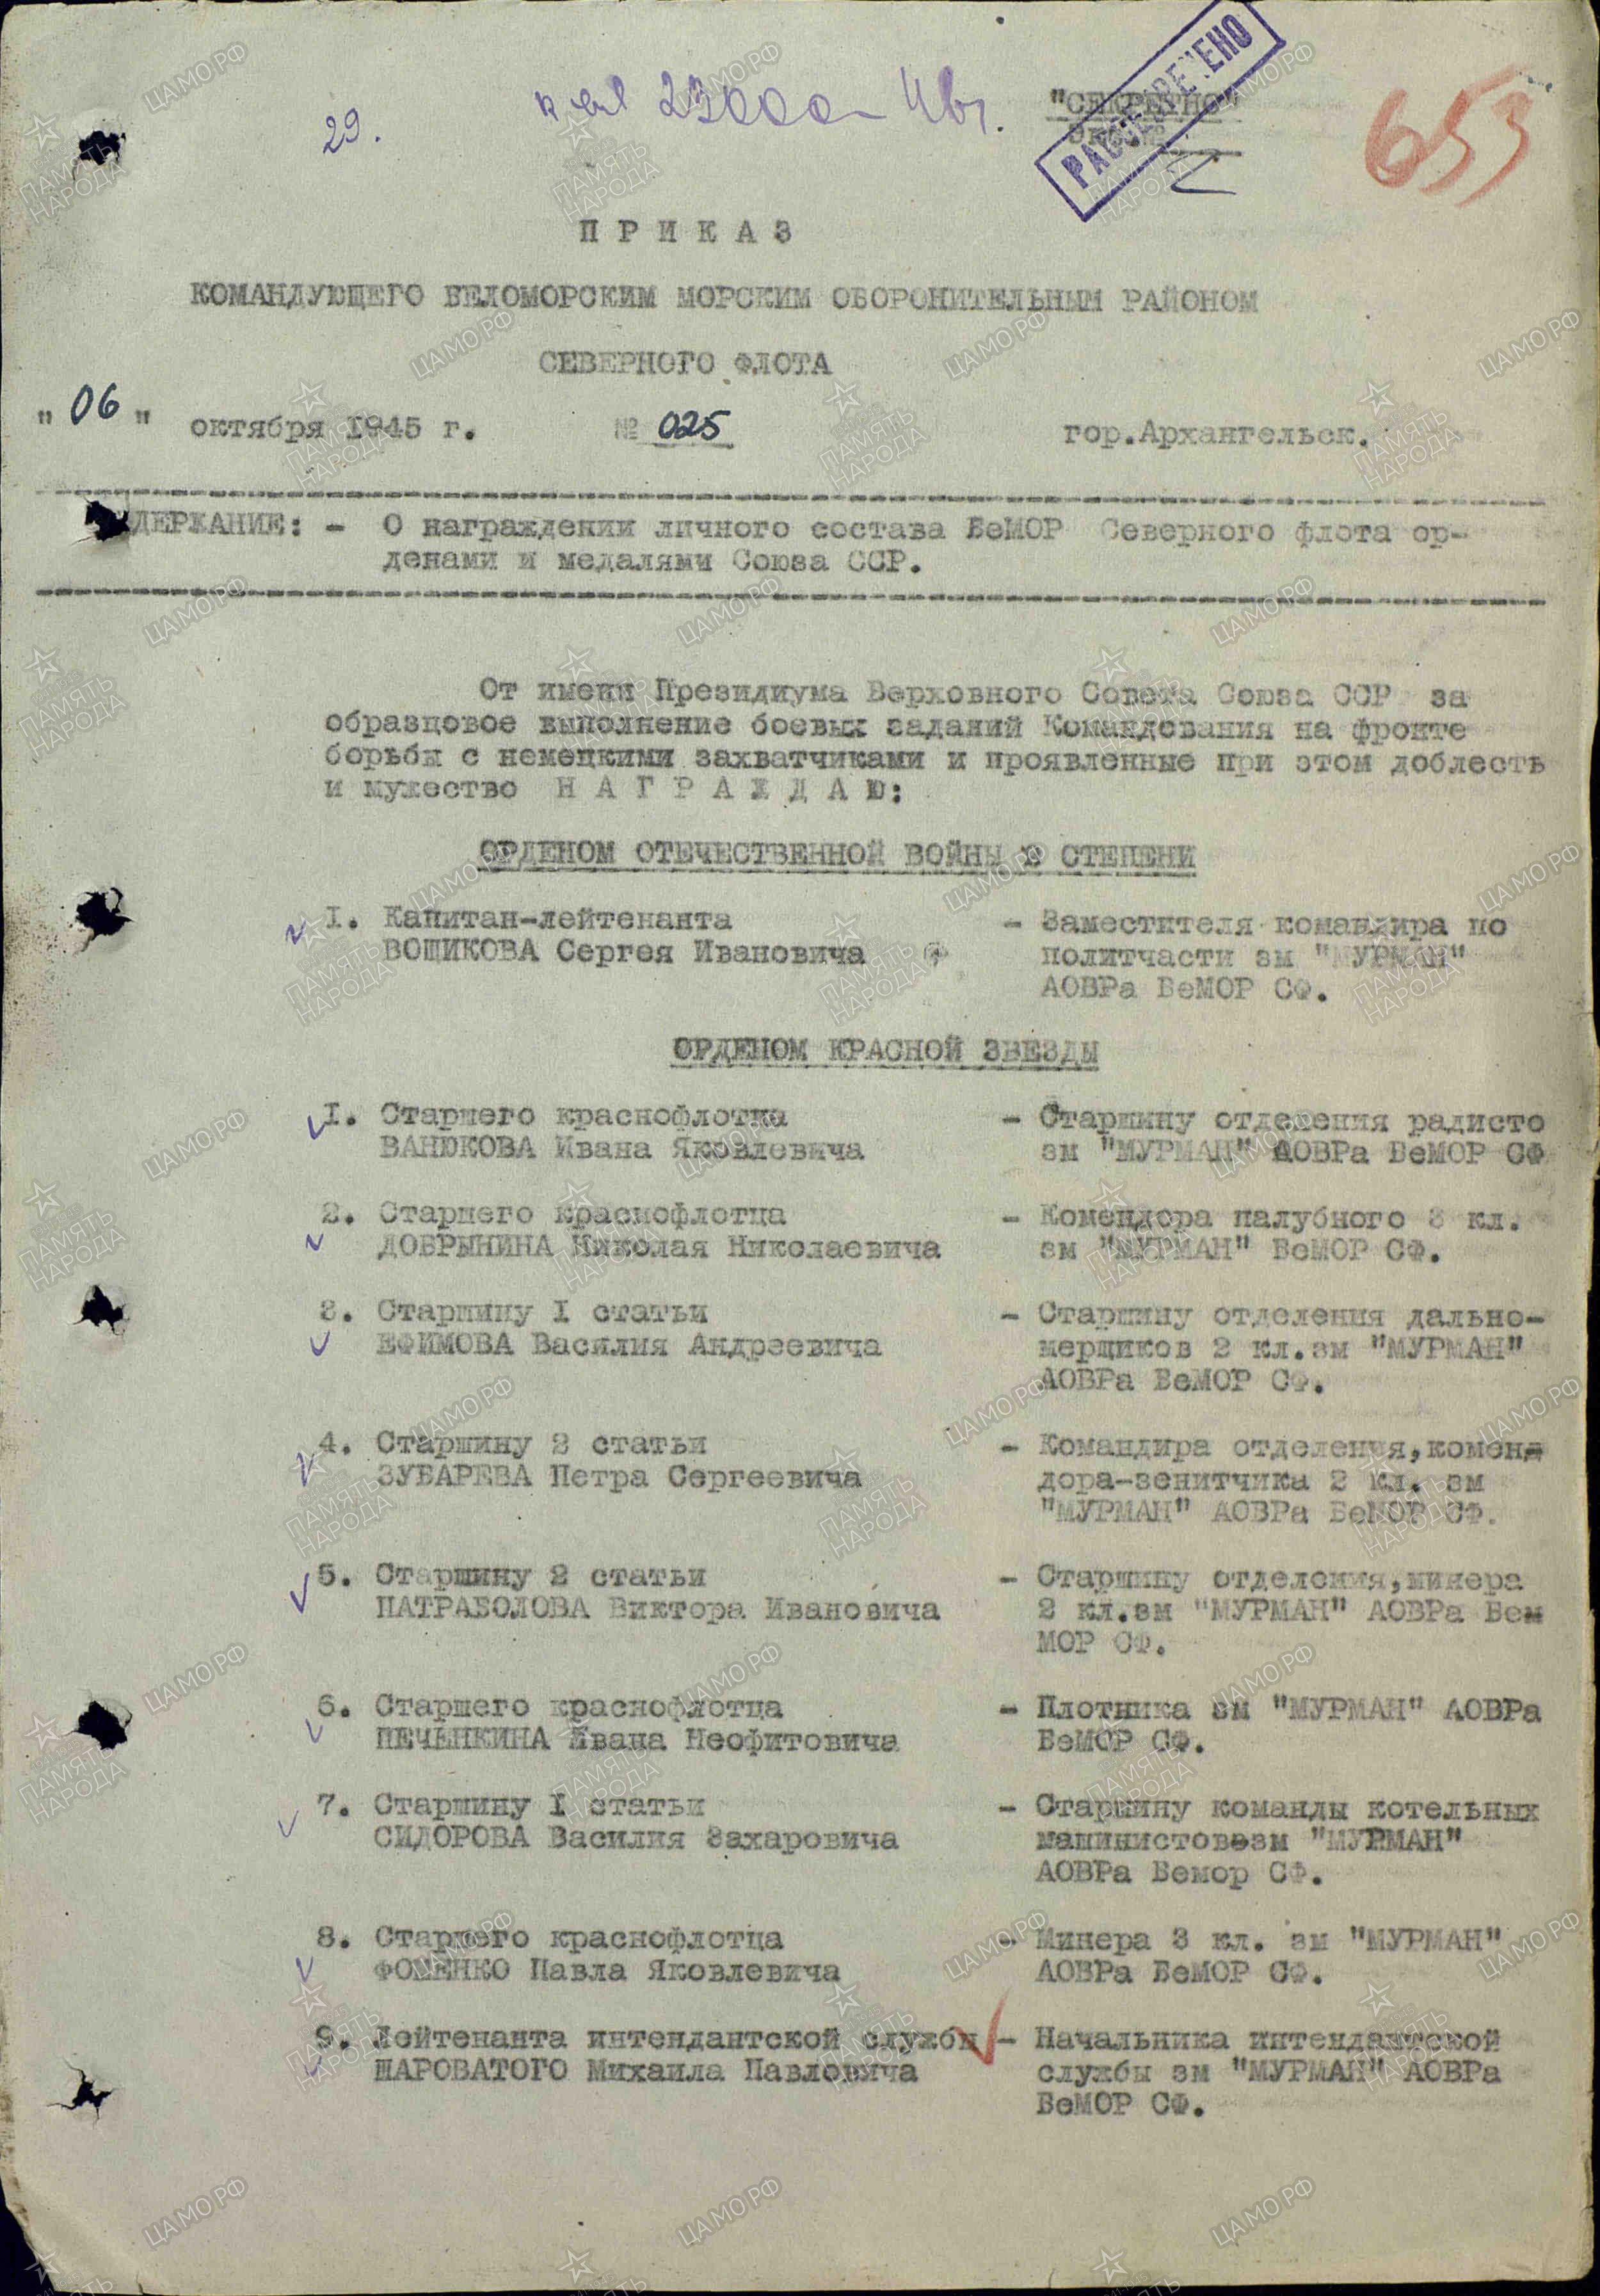 29.
"СЕКРЕТНО"
Экз.№
РАССЕКРЕЧЕНО
653
П Р И К А З
КОМАНДУЮЩЕГО БЕЛОМОРСКИМ МОРСКИМ ОБОРОНИТЕЛЬНЫМ РАЙОНОМ
СЕВЕРНОГО ФЛОТА
" 06 " октября 1945 г. № 025 гор.Архангельск.
ДЕРЖАНИЕ: - О награждении личного состава БеМОР Северного флота ор-
денами и медалями Союза ССР.
От имени Президиума Верховного Совета Союза ССР за
образцовое выполнение боевых заданий Командования на фронте
борьбы с немецкими захватчиками и проявленные при этом доблесть
и мужество Н А Г Р А Ж Д А Ю:
ОРДЕНОМ ОТЕЧЕСТВЕННОЙ ВОЙНЫ СТЕПЕНИ
I. Капитан-лейтенанта - Заместителя командира по
ВОЩИКОВА Сергея Ивановича политчасти зм "МУРМАН"
АОВРа БеМОР СФ.
ОРДЕНОМ КРАСНОЙ ЗВЕЗДЫ
I. Старшего краснофлотца - Старшину отделения радисто
ВАНЮКОВА Ивана Яковлевича зм "МУРМАН" АОВРа БеМОР СФ
2. Старшего краснофлотца - Комендора палубного 3 кл.
ДОБРЫНИНА Николая Николаевича зм "МУРМАН" БеМОР СФ.
3. Старшину I статьи - Старшину отделения дально-
ЕФИМОВА Василия Андреевича мерщиков 2 кл.зм "МУРМАН"
АОВРа БеМОР СФ.
4. Старшину 2 статьи - Командира отделения,комен-
ЗУБАРЕВА Петра Сергеевича дора-зенитчика 2 кл. зм
"МУРМАН" АОВРа БеМОР СФ.
5. Старшину 2 статьи - Старшину отделения,минера
ПАТРАБОЛОВА Виктора Ивановича 2 кл.зм "МУРМАН" АОВРа Бе-
МОР СФ.
6. Старшего краснофлотца - Плотника зм "МУРМАН" АОВРа
ПЕЧЕНКИНА Ивана Неофитовича БеМОР СФ.
7. Старшину I статьи - Старшину команды котельных
СИДОРОВА Василия Захаровича машинистов зм "МУРМАН"
АОВРа Бемор СФ.
8. Старшего краснофлотца - Минера 3 кл. зм "МУРМАН"
ФОМЕНКО Павла Яковлевича АОВРа БеМОР СФ.
9. Лейтенанта интендантской службы - Начальника интендантской
ШАРОВАТОГО Михаила Павловича службы зм "МУРМАН" АОВРа
БеМОР СФ.